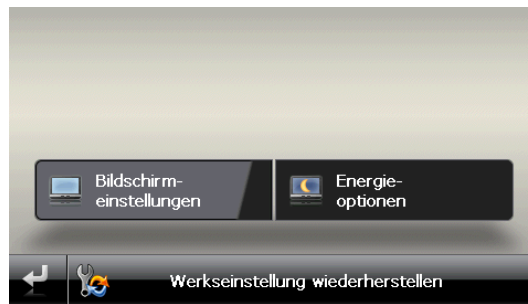 Bildschirm-
einstellungen
Energie-
optionen
Werkseinstellung wiederherstellen